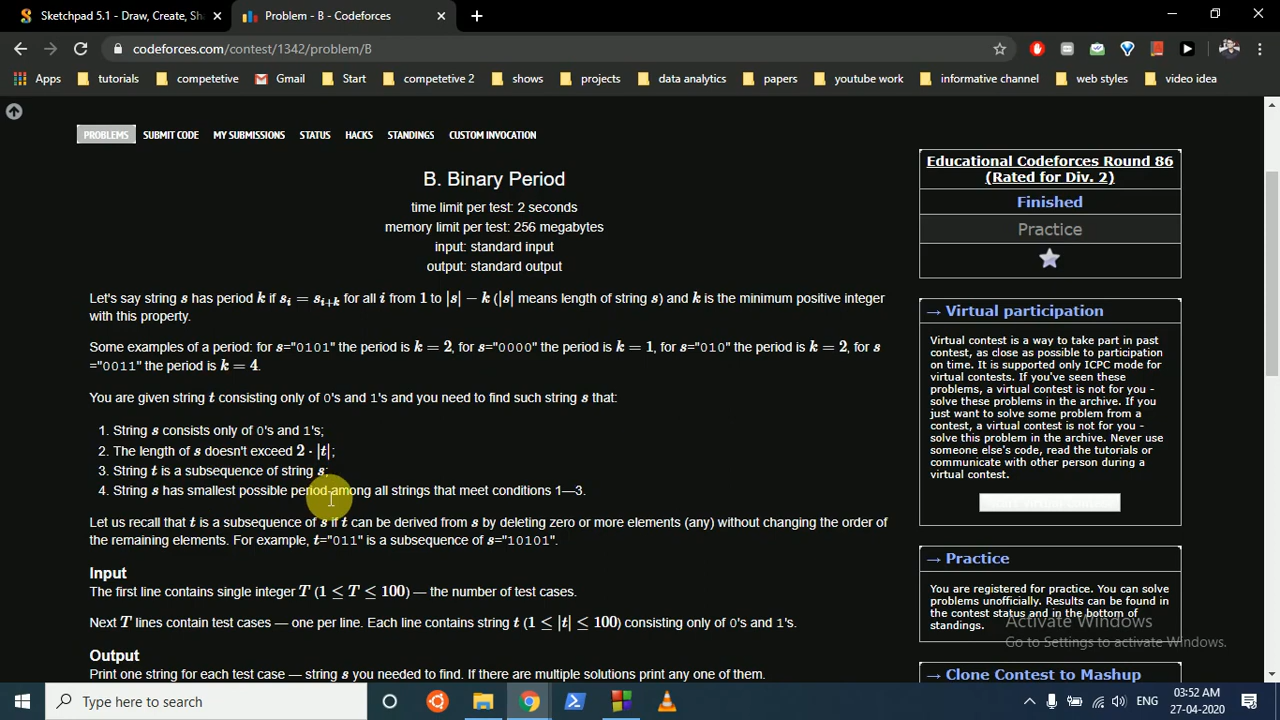 Sketchpad 5.1 - Draw, Create, Sha
Problem - B - Codeforces
codeforces.com/contest/1342/problem/B
Apps tutorials competetive Gmail Start competetive 2 shows projects data analytics papers youtube work informative channel web styles video idea
PROBLEMS SUBMIT CODE MY SUBMISSIONS STATUS HACKS STANDINGS CUSTOM INVOCATION
B. Binary Period
time limit per test: 2 seconds
memory limit per test: 256 megabytes
input: standard input
output: standard output
Let's say string s has period k if s_i = s_{i+k} for all i from 1 to |s| − k (|s| means length of string s) and k is the minimum positive integer
with this property.
Some examples of a period: for s="0101" the period is k = 2, for s="0000" the period is k = 1, for s="010" the period is k = 2, for s
="0011" the period is k = 4.
You are given string t consisting only of 0's and 1's and you need to find such string s that:
1. String s consists only of 0's and 1's;
2. The length of s doesn't exceed 2 · |t|;
3. String t is a subsequence of string s;
4. String s has smallest possible period among all strings that meet conditions 1—3.
Let us recall that t is a subsequence of s if t can be derived from s by deleting zero or more elements (any) without changing the order of
the remaining elements. For example, t="011" is a subsequence of s="10101".
Input
The first line contains single integer T (1 ≤ T ≤ 100) — the number of test cases.
Next T lines contain test cases — one per line. Each line contains string t (1 ≤ |t| ≤ 100) consisting only of 0's and 1's.
Output
Print one string for each test case — string s you needed to find. If there are multiple solutions print any one of them.
Educational Codeforces Round 86
(Rated for Div. 2)
Finished
Practice
→ Virtual participation
Virtual contest is a way to take part in past
contest, as close as possible to participation
on time. It is supported only ICPC mode for
virtual contests. If you've seen these
problems, a virtual contest is not for you -
solve these problems in the archive. If you
just want to solve some problem from a
contest, a virtual contest is not for you -
solve this problem in the archive. Never use
someone else's code, read the tutorials or
communicate with other person during a
virtual contest.
→ Practice
You are registered for practice. You can solve
problems unofficially. Results can be found in
the contest status and in the bottom of
standings.
Activate Windows
Go to Settings to activate Windows.
→ Clone Contest to Mashup
Type here to search
ENG
03:52 AM
27-04-2020